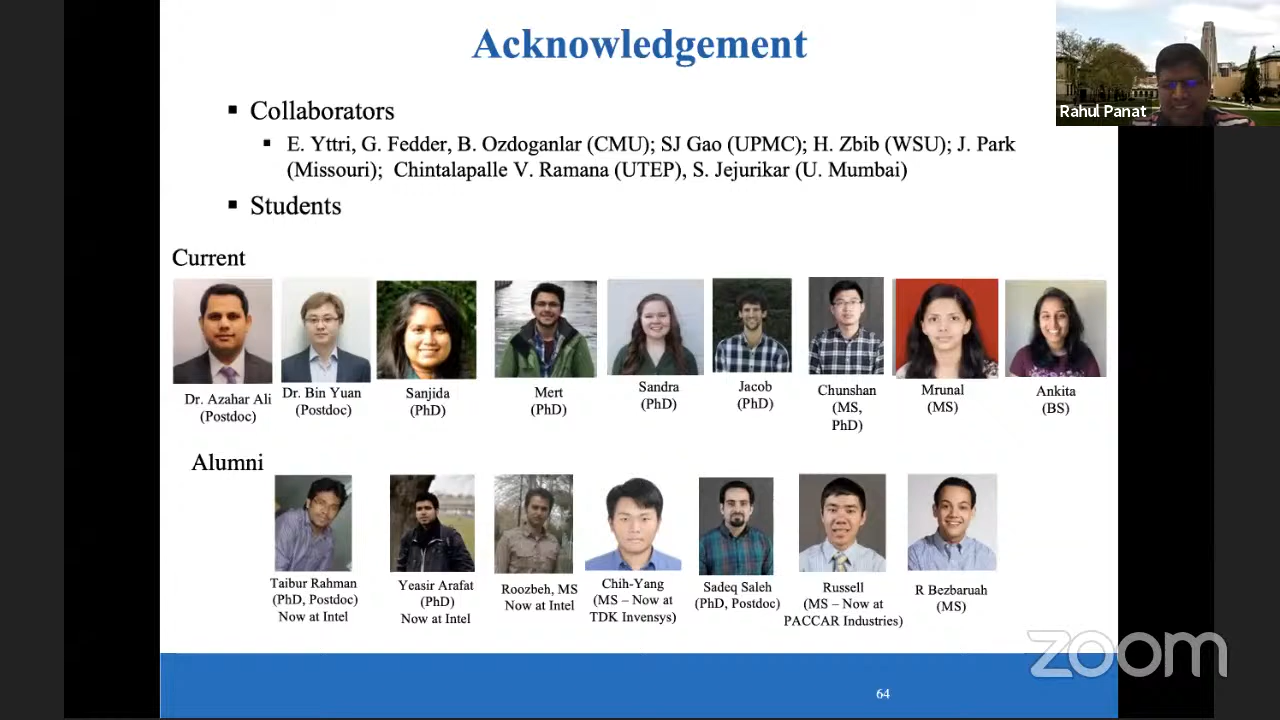 Acknowledgement
Rahul Panat
▪ Collaborators
▪ E. Yttri, G. Fedder, B. Ozdoganlar (CMU); SJ Gao (UPMC); H. Zbib (WSU); J. Park
(Missouri); Chintalapalle V. Ramana (UTEP), S. Jejurikar (U. Mumbai)
▪ Students
Current
Dr. Azahar Ali
(Postdoc)
Dr. Bin Yuan
(Postdoc)
Sanjida
(PhD)
Mert
(PhD)
Sandra
(PhD)
Jacob
(PhD)
Chunshan
(MS,
PhD)
Mrunal
(MS)
Ankita
(BS)
Alumni
Taibur Rahman
(PhD, Postdoc)
Now at Intel
Yeasir Arafat
(PhD)
Now at Intel
Roozbeh, MS
Now at Intel
Chih-Yang
(MS – Now at
TDK Invensys)
Sadeq Saleh
(PhD, Postdoc)
Russell
(MS – Now at
PACCAR Industries)
R Bezbaruah
(MS)
zoom
64